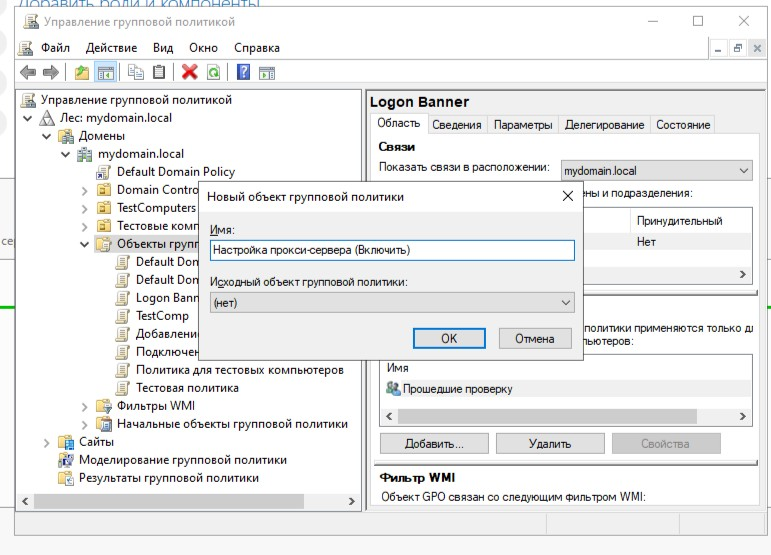 Добавить роли и компоненты
Управление групповой политикой
Файл Действие Вид Окно Справка
Управление групповой политикой
Лес: mydomain.local
Домены
mydomain.local
Default Domain Policy
Domain Contro
TestComputers
Тестовые комп
Объекты групп
Default Dom
Default Dom
Logon Bann
TestComp
Добавлени
Подключен
Политика для тестовых компьютеров
Тестовая политика
Фильтры WMI
Начальные объекты групповой политики
Сайты
Моделирование групповой политики
Результаты групповой политики
Logon Banner
Область Сведения Параметры Делегирование Состояние
Связи
Показать связи в расположении: mydomain.local
ены и подразделения:
Принудительный
Нет
Новый объект групповой политики
Имя:
Настройка прокси-сервера (Включить)
Исходный объект групповой политики:
(нет)
OK Отмена
политики применяются только д
пьютеров:
Имя
Прошедшие проверку
Добавить... Удалить Свойства
Фильтр WMI
Объект GPO связан со следующим фильтром WMI: